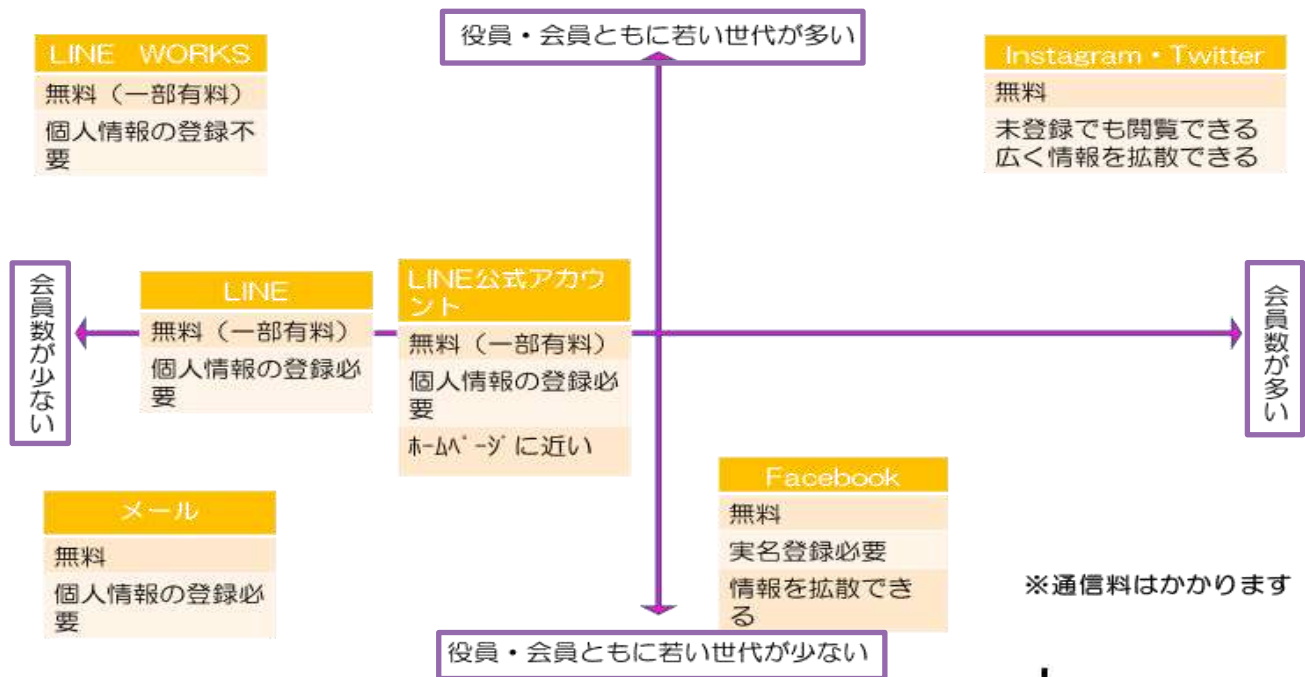 役員・会員ともに若い世代が多い
LINE WORKS
無料（一部有料）
個人情報の登録不
要
Instagram・Twitter
無料
未登録でも閲覧できる
広く情報を拡散できる
会員数が少ない
LINE
無料（一部有料）
個人情報の登録必
要
LINE公式アカウ
ント
無料（一部有料）
個人情報の登録必
要
ﾎｰﾑﾍﾟｰｼﾞに近い
会員数が多い
メール
無料
個人情報の登録必
要
Facebook
無料
実名登録必要
情報を拡散でき
る
※通信料はかかります
役員・会員ともに若い世代が少ない